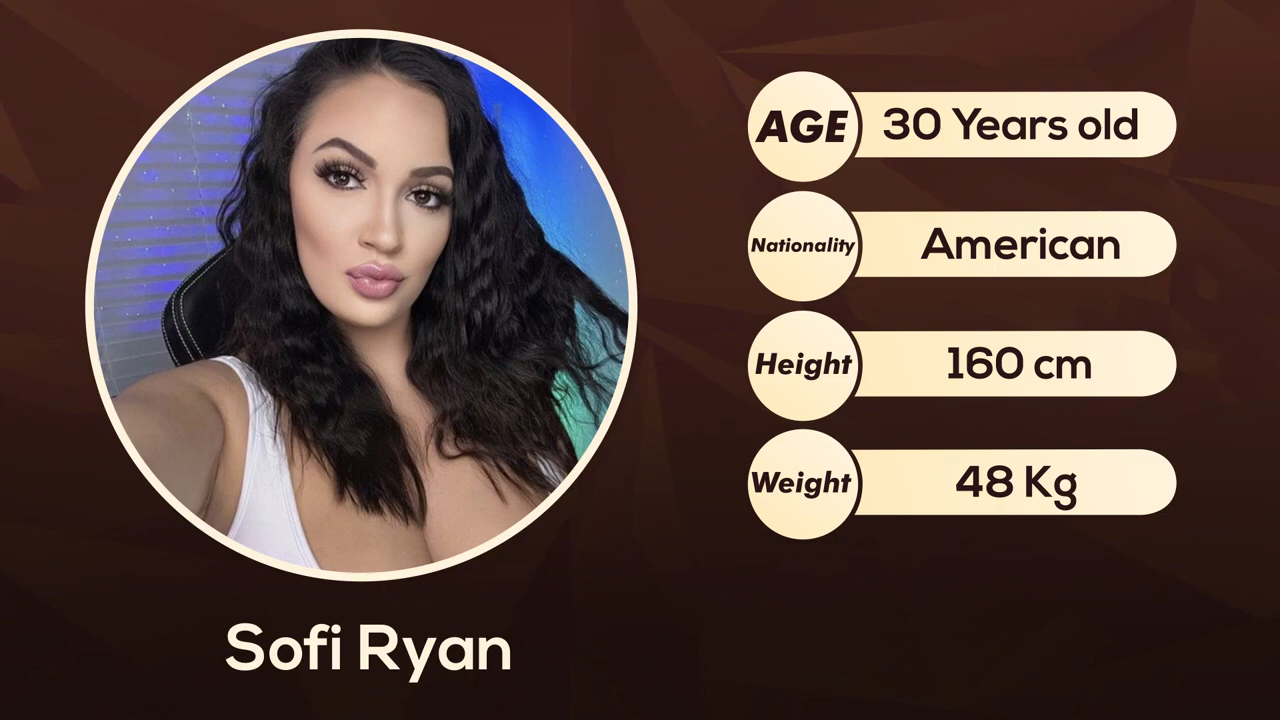 AGE 30 Years old
Nationality American
Height 160 cm
Weight 48 Kg
Sofi Ryan